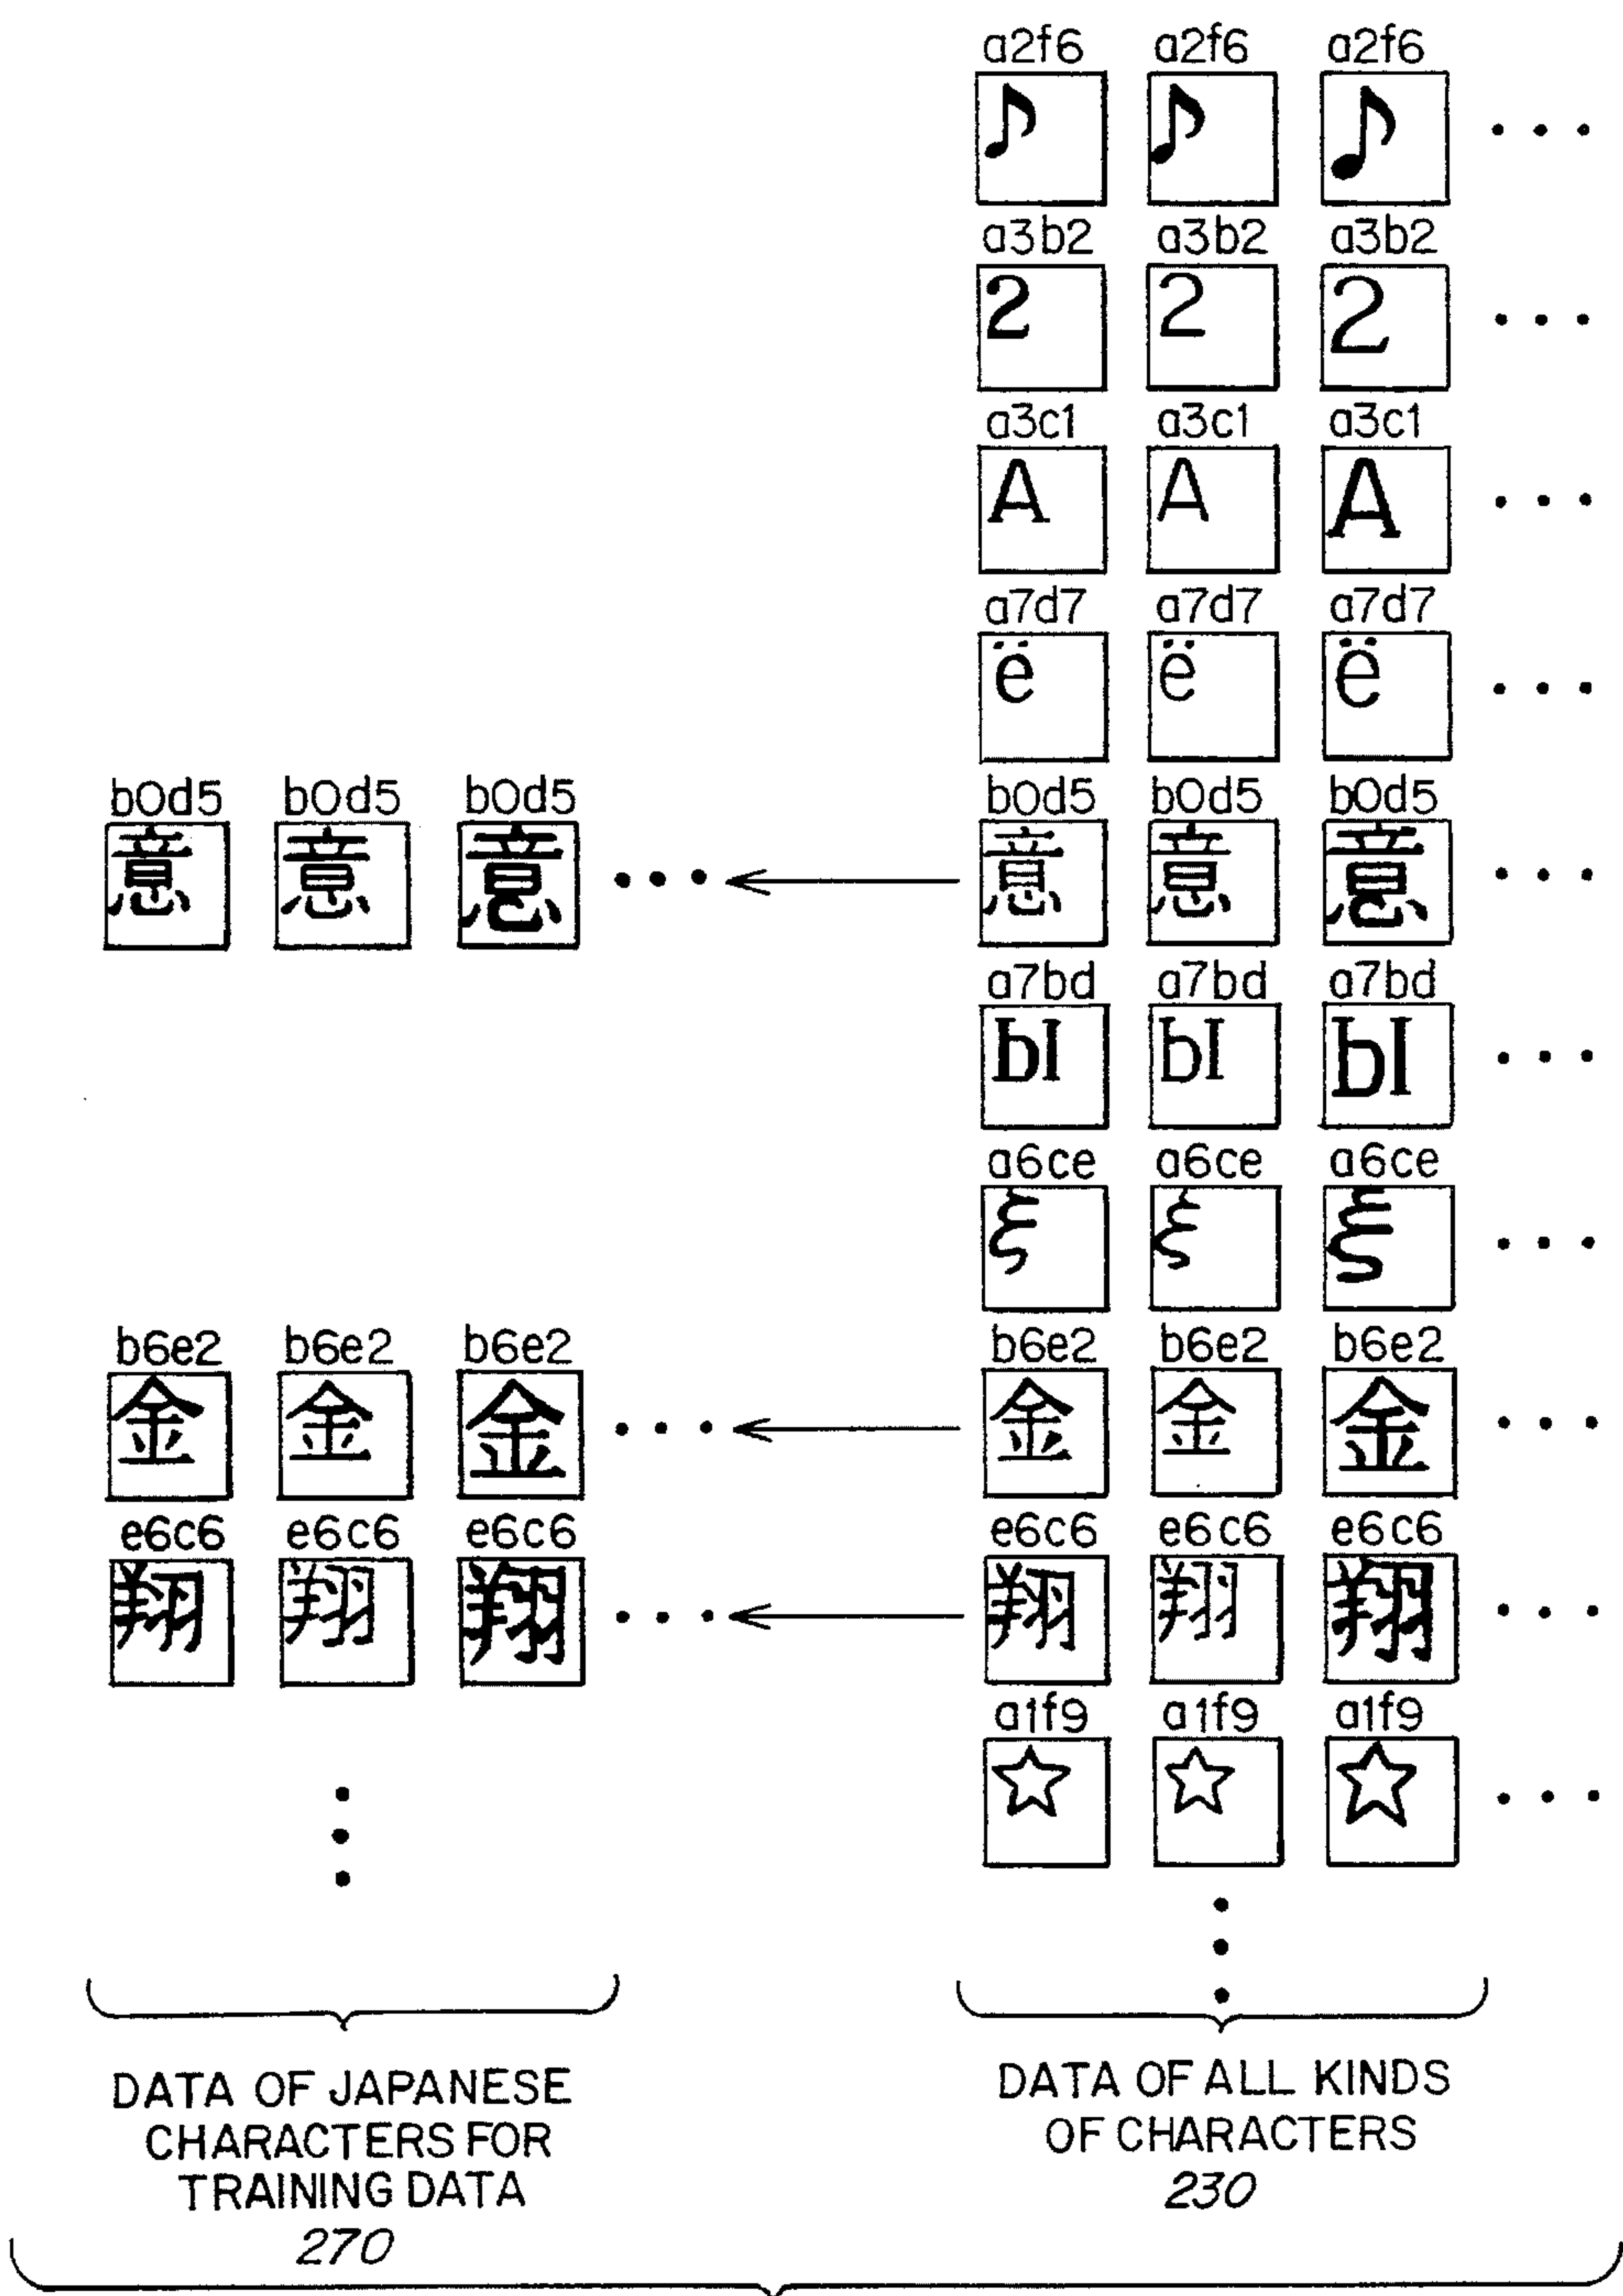 a2f6 a2f6 a2f6
♪ ♪ ♪ ...
a3b2 a3b2 a3b2
2 2 2 ...
a3c1 a3c1 a3c1
A A A ...
a7d7 a7d7 a7d7
ё ё ё ...
b0d5 b0d5 b0d5 b0d5 b0d5 b0d5
意 意 意 ... 意 意 意 ...
a7bd a7bd a7bd
Ы Ы Ы ...
a6ce a6ce a6ce
ξ ξ ξ ...
b6e2 b6e2 b6e2 b6e2 b6e2 b6e2
金 金 金 ... 金 金 金 ...
e6c6 e6c6 e6c6 e6c6 e6c6 e6c6
翔 翔 翔 ... 翔 翔 翔 ...
a1f9 a1f9 a1f9
☆ ☆ ☆ ...
DATA OF JAPANESE
CHARACTERS FOR
TRAINING DATA
270
DATA OF ALL KINDS
OF CHARACTERS
230